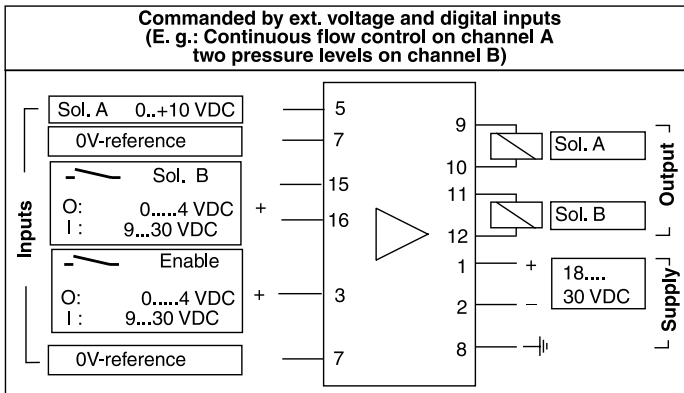 Commanded by ext. voltage and digital inputs
(E. g.: Continuous flow control on channel A
two pressure levels on channel B)
Inputs
Sol. A 0..+10 VDC
0V-reference
Sol. B
O: 0.....4 VDC +
I : 9...30 VDC
Enable
O: 0....4 VDC +
I : 9...30 VDC
0V-reference
5
7
15
16
3
7
9
10
11
12
1 +
2 –
8
Sol. A
Sol. B
Output
18....
30 VDC
Supply